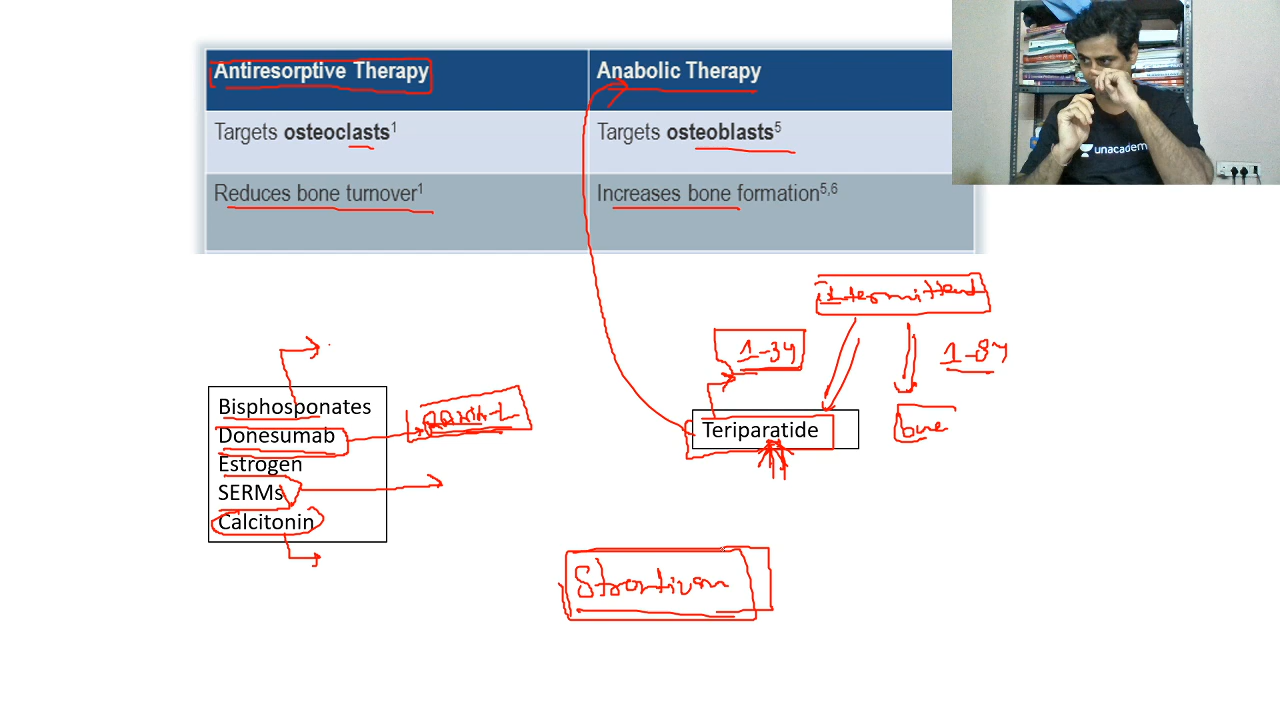 Antiresorptive Therapy
Anabolic Therapy
Targets osteoclasts1
Targets osteoblasts5
Reduces bone turnover1
Increases bone formation5,6
unacadem
intermittent
1-34
1-84
Bisphosponates
Donesumab
RANK-L
Estrogen
SERMs
Calcitonin
Teriparatide
bone
Strontium